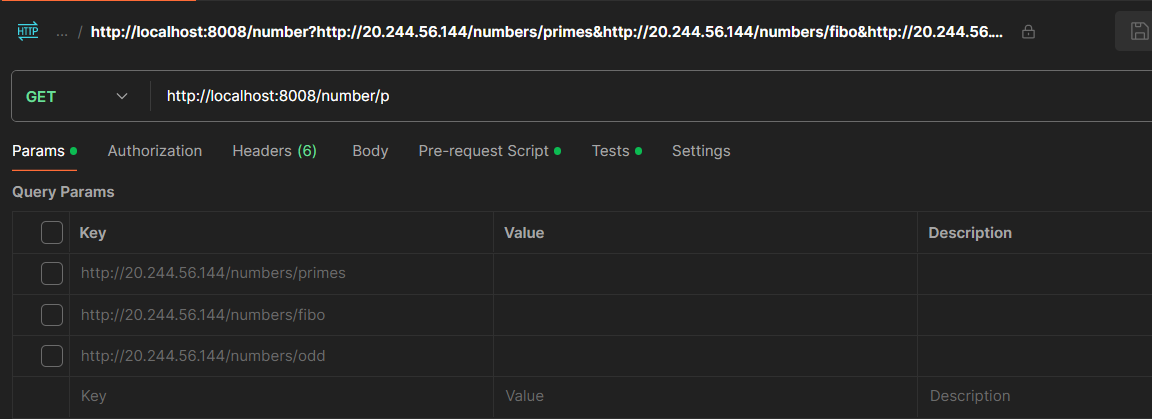 HTTP ... / http://localhost:8008/number?http://20.244.56.144/numbers/primes&http://20.244.56.144/numbers/fibo&http://20.244.56....
GET http://localhost:8008/number/p
Params Authorization Headers (6) Body Pre-request Script Tests Settings
Query Params
Key Value Description
http://20.244.56.144/numbers/primes
http://20.244.56.144/numbers/fibo
http://20.244.56.144/numbers/odd
Key Value Description